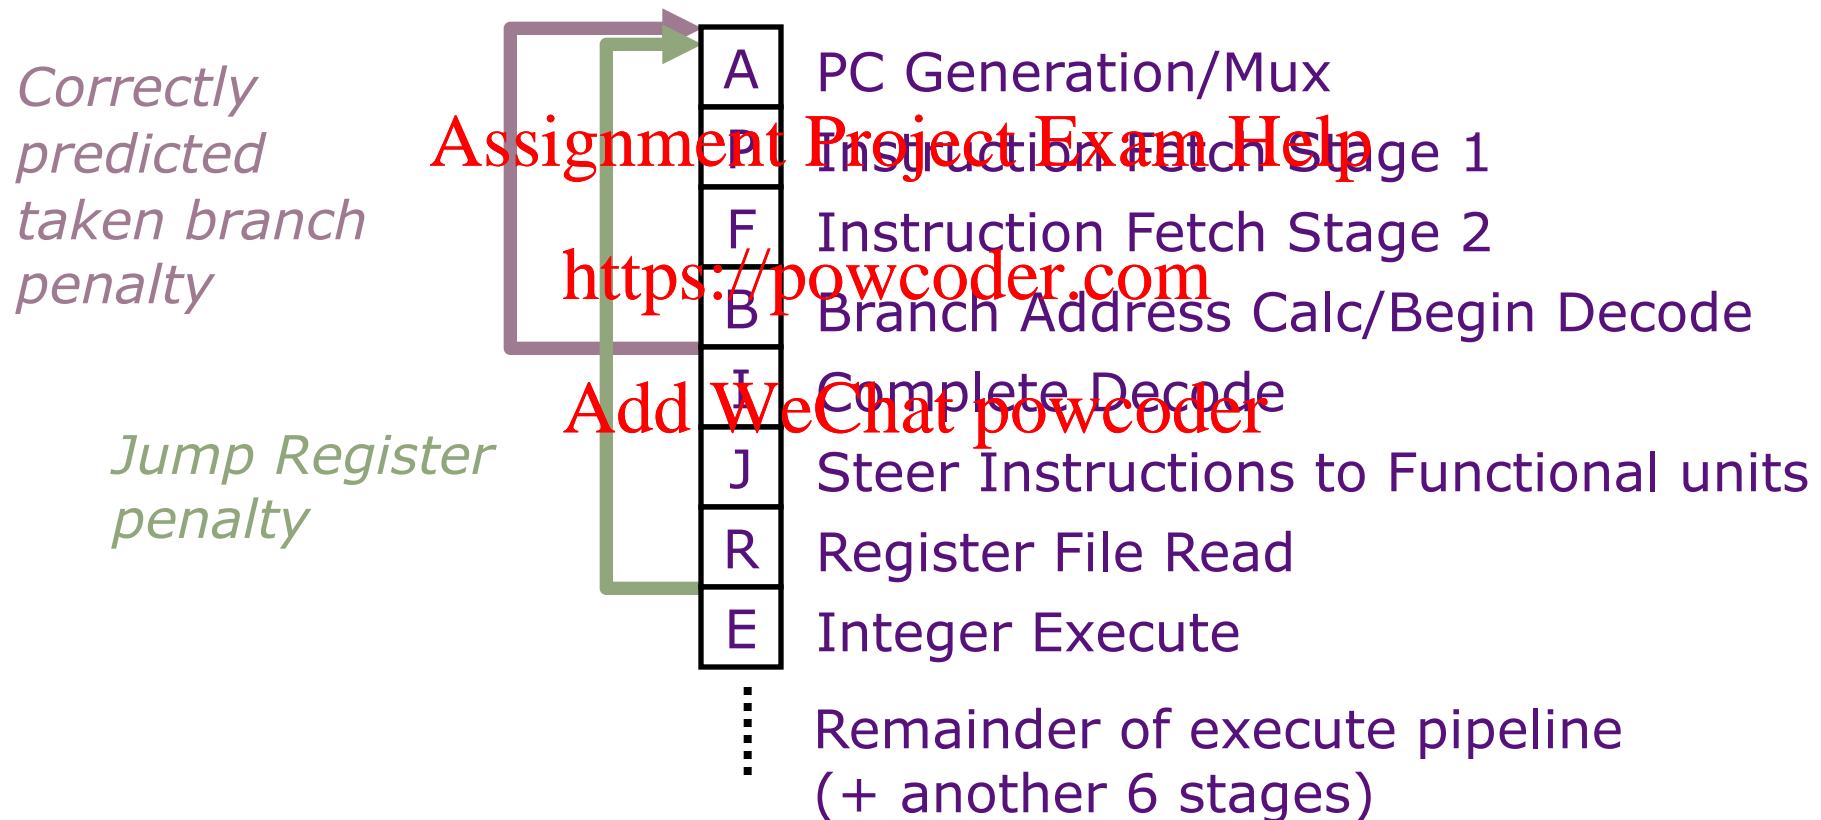 Correctly
predicted
taken branch
penalty
Jump Register
penalty
A PC Generation/Mux
P Instruction Fetch Stage 1
F Instruction Fetch Stage 2
B Branch Address Calc/Begin Decode
I Complete Decode
J Steer Instructions to Functional units
R Register File Read
E Integer Execute
Remainder of execute pipeline
(+ another 6 stages)
Assignment Project Exam Help
https://powcoder.com
Add WeChat powcoder